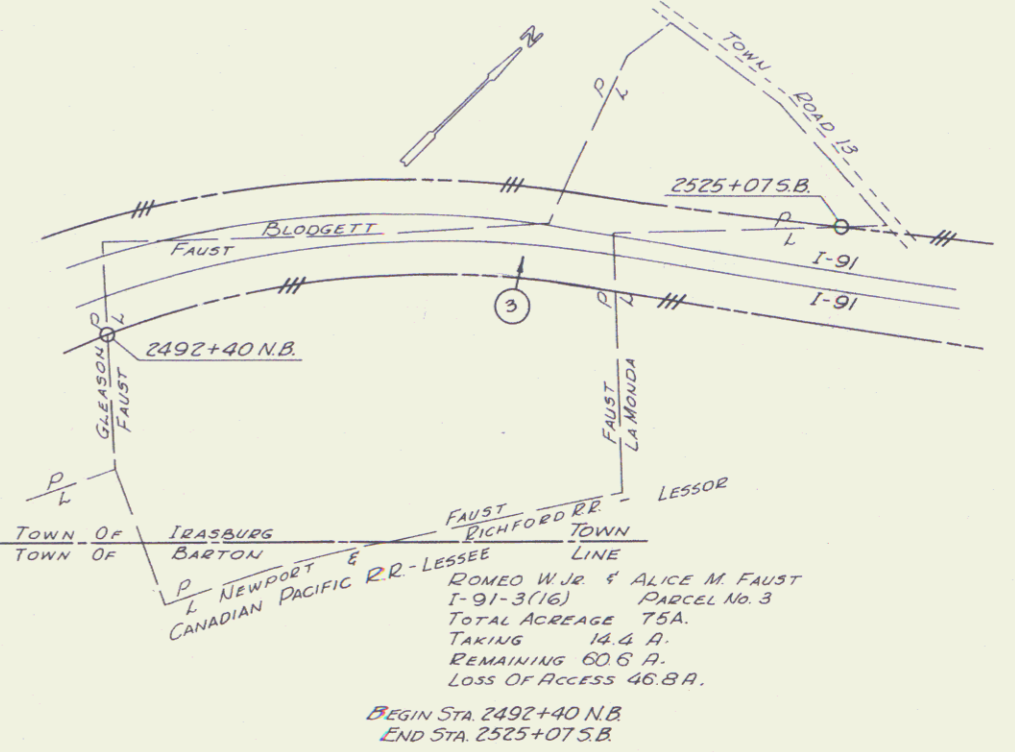 N
TOWN ROAD 13
P
L
2525+07 S.B.
P
L
BLODGETT
FAUST
I-91
I-91
3
P
L
P
L
2492+40 N.B.
GLEASON
FAUST
FAUST
LA MONDA
P
L
FAUST
RICHFORD R.R. - LESSOR
TOWN OF IRASBURG TOWN
TOWN OF BARTON LINE
P
L
NEWPORT &
CANADIAN PACIFIC R.R. - LESSEE
ROMEO W. JR. & ALICE M. FAUST
I-91-3(16) PARCEL No. 3
TOTAL ACREAGE 75A.
TAKING 14.4 A.
REMAINING 60.6 A.
LOSS OF ACCESS 46.8 A.
BEGIN STA. 2492+40 N.B.
END STA. 2525+07 S.B.